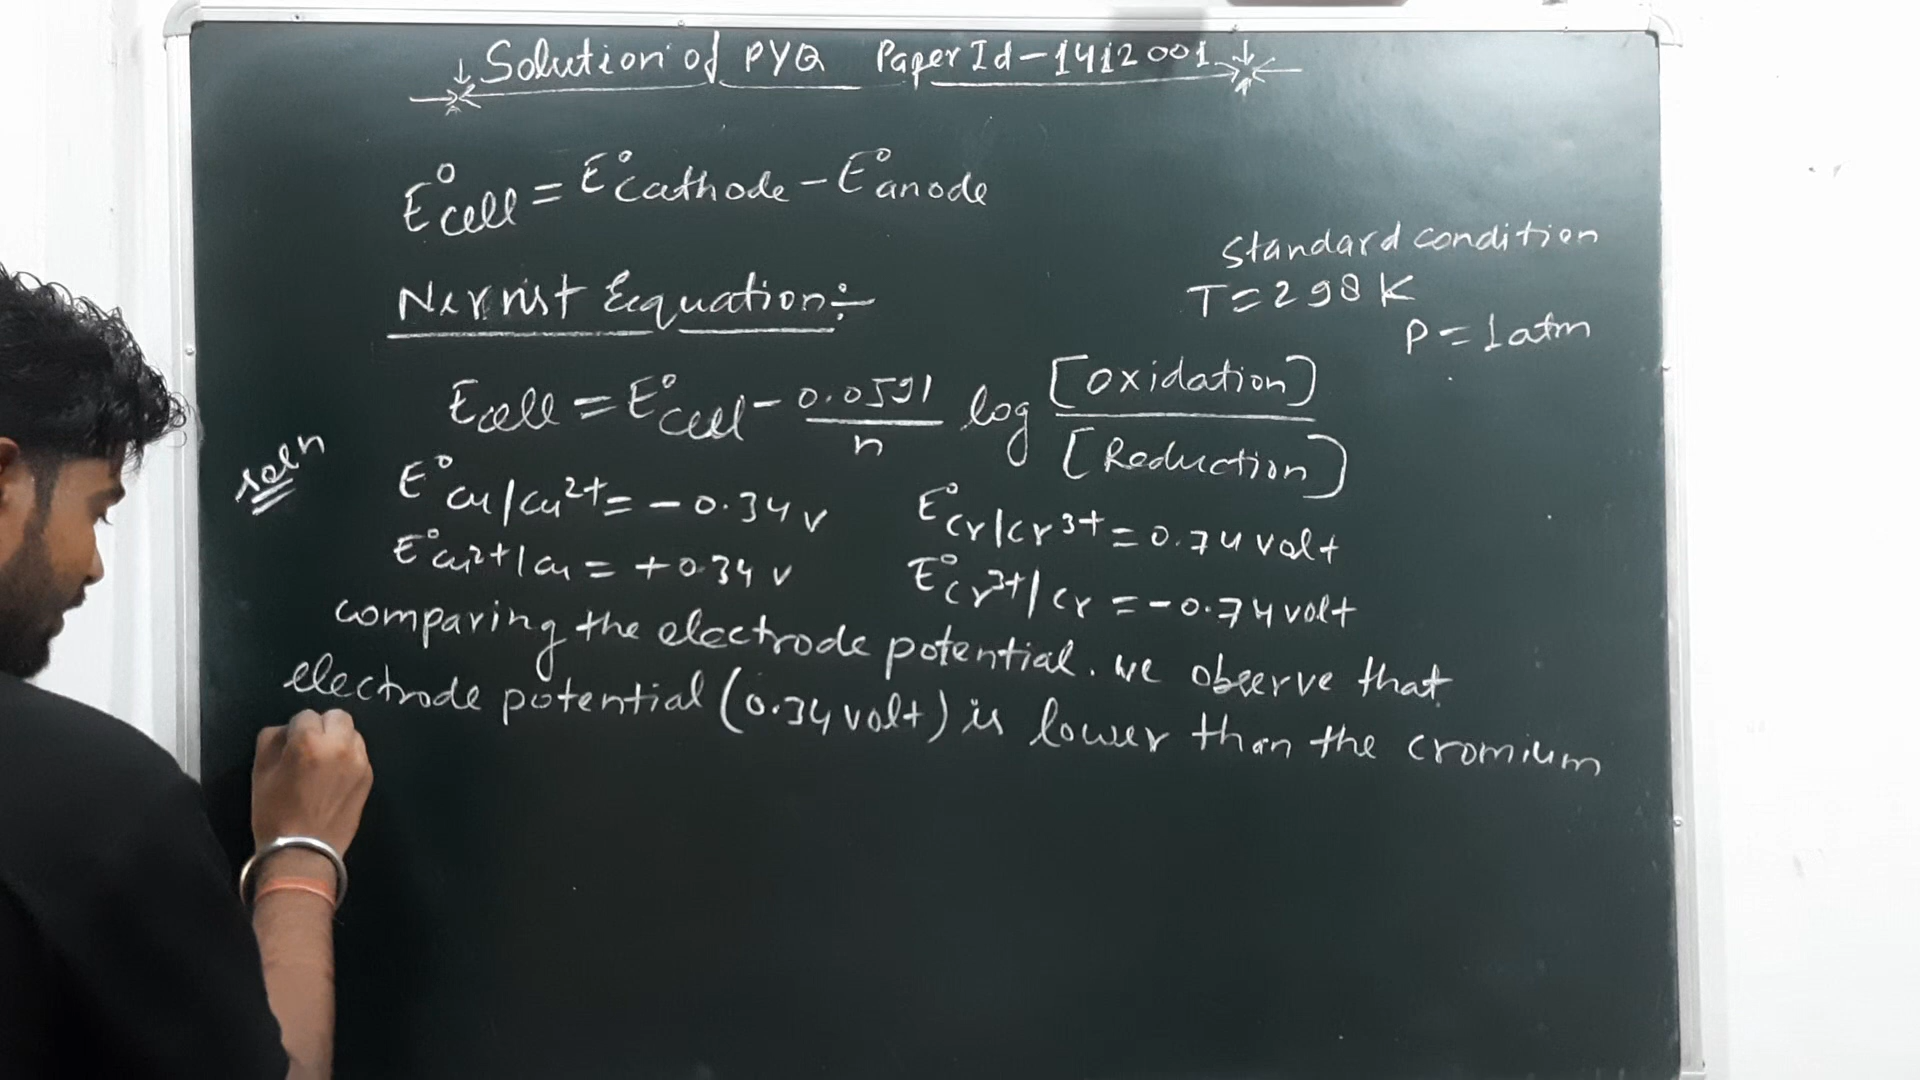 Solution of PYQ Paper Id-1412001
E°cell = E°cathode - E°anode
Standard condition
T = 298 K
P = 1 atm
Nernst Equation:-
Ecell = E°cell - 0.0591/n log [Oxidation]/[Reduction]
soln
E°Cu/Cu2+ = -0.34 v
E°Cr/Cr3+ = 0.74 volt
E°Cu2+/Cu = +0.34 v
E°Cr3+/Cr = -0.74 volt
comparing the electrode potential. we observe that
electrode potential (0.34 volt) is lower than the cromium